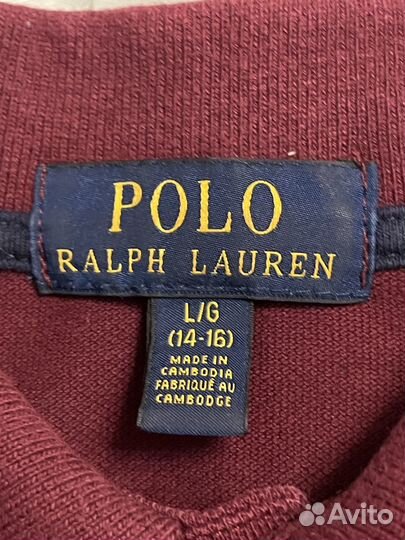 POLO
RALPH LAUREN
L/G
(14-16)
MADE IN
CAMBODIA
FABRIQUÉ AU
CAMBODGE
Avito